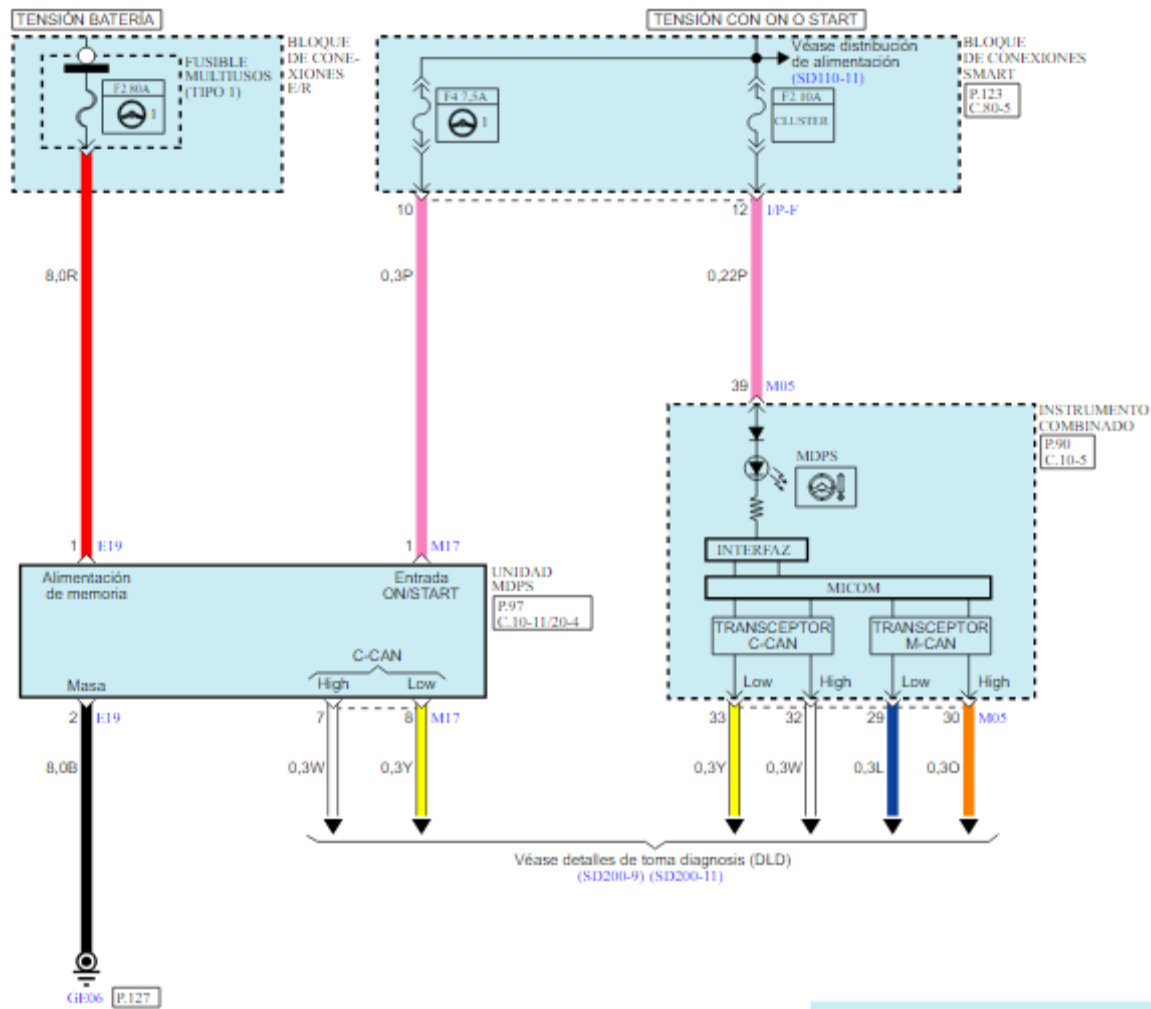 TENSIÓN BATERÍA
TENSIÓN CON ON O START
FUSIBLE
MULTIUSOS
(TIPO 1)
F2 80A
1
BLOQUE
DE CONE-
XIONES
E/R
F4 7,5A
1
Véase distribución
de alimentación
(SD110-11)
F2 10A
CLUSTER
BLOQUE
DE CONEXIONES
SMART
P.123
C.80-5
10
12 I/P-F
8,0R
0,3P
0,22P
39 M05
INSTRUMENTO
COMBINADO
P.90
C.10-5
MDPS
INTERFAZ
MICOM
TRANSCEPTOR
C-CAN
TRANSCEPTOR
M-CAN
Low
High
Low
High
1 E19
1 M17
Alimentación
de memoria
Entrada
ON/START
UNIDAD
MDPS
P.97
C.10-11/20-4
C-CAN
High
Low
Masa
2 E19
7
8 M17
33
32
29
30 M05
8,0B
0,3W
0,3Y
0,3Y
0,3W
0,3L
0,3O
Véase detalles de toma diagnosis (DLD)
(SD200-9) (SD200-11)
GE06 P.127